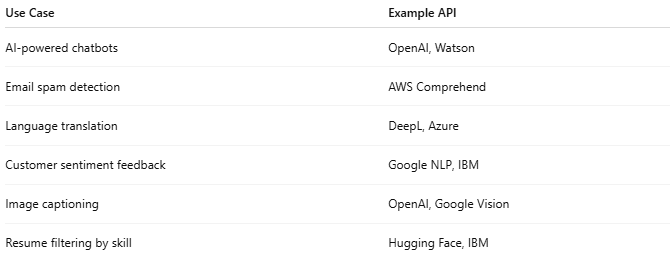 Use Case Example API
AI-powered chatbots OpenAI, Watson
Email spam detection AWS Comprehend
Language translation DeepL, Azure
Customer sentiment feedback Google NLP, IBM
Image captioning OpenAI, Google Vision
Resume filtering by skill Hugging Face, IBM